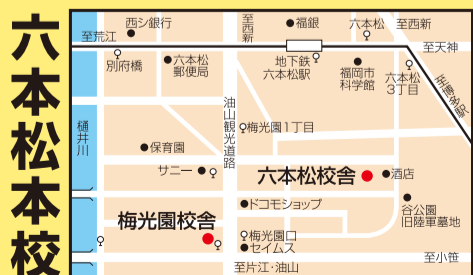 六本松本校
西シ銀行
至西新
福銀
六本松
至西新
至荒江
至天神
別府橋
六本松
郵便局
地下鉄
六本松駅
福岡市
科学館
六本松
3丁目
至博多駅
樋井川
油山観光道路
梅光園1丁目
保育園
サニー
六本松校舎
酒店
ドコモショップ
谷公園
旧陸軍墓地
梅光園校舎
梅光園口
セイムス
至小笹
至片江・油山